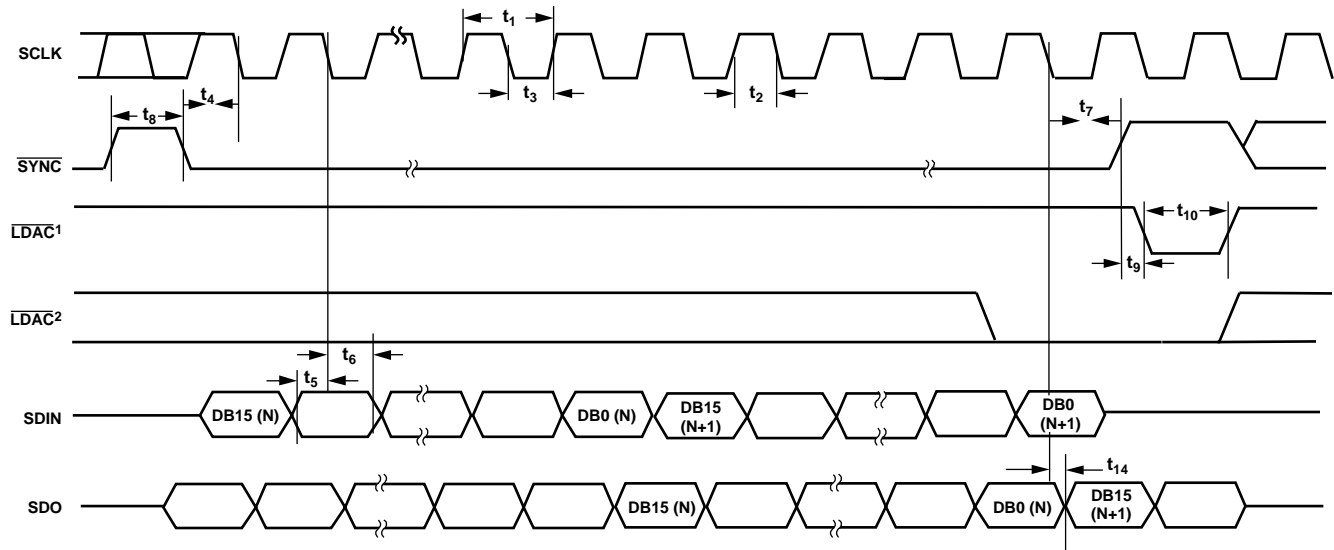 t1
SCLK
t3
t2
t4
t7
t8
SYNC
t10
LDAC1
t9
LDAC2
t6
t5
SDIN
DB15 (N)
DB0 (N)
DB15
(N+1)
DB0
(N+1)
t14
SDO
DB15 (N)
DB0 (N)
DB15
(N+1)